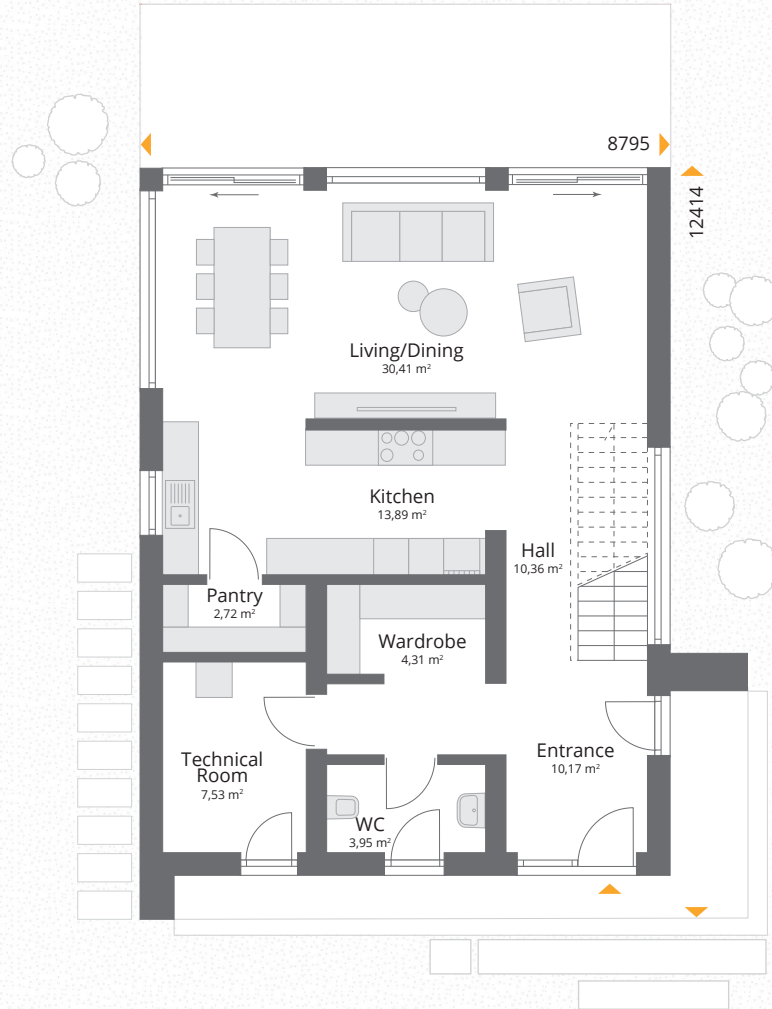 8795
12414
Living/Dining
30,41 m²
Kitchen
13,89 m²
Hall
10,36 m²
Pantry
2,72 m²
Wardrobe
4,31 m²
Entrance
10,17 m²
Technical
Room
7,53 m²
WC
3,95 m²